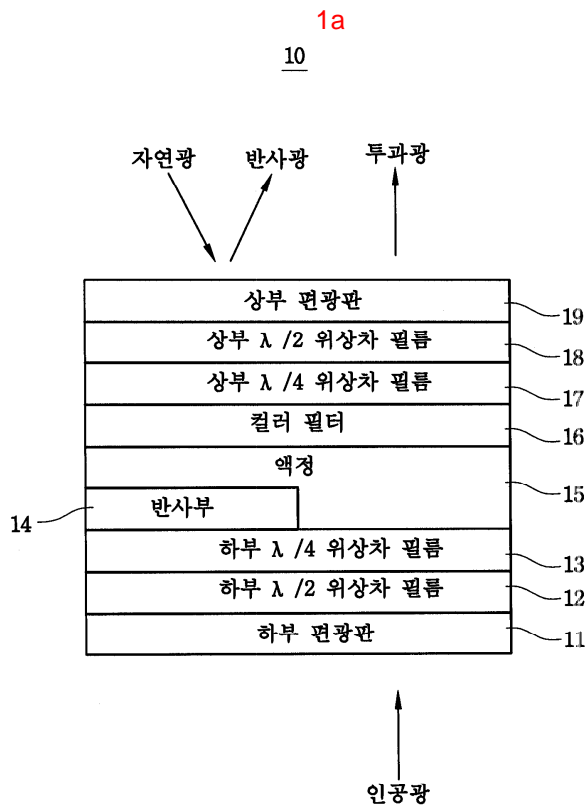 1a
10
자연광 반사광 투과광
상부 편광판 19
상부 λ /2 위상차 필름 18
상부 λ /4 위상차 필름 17
컬러 필터 16
액정 15
14 반사부
하부 λ /4 위상차 필름 13
하부 λ /2 위상차 필름 12
하부 편광판 11
인공광